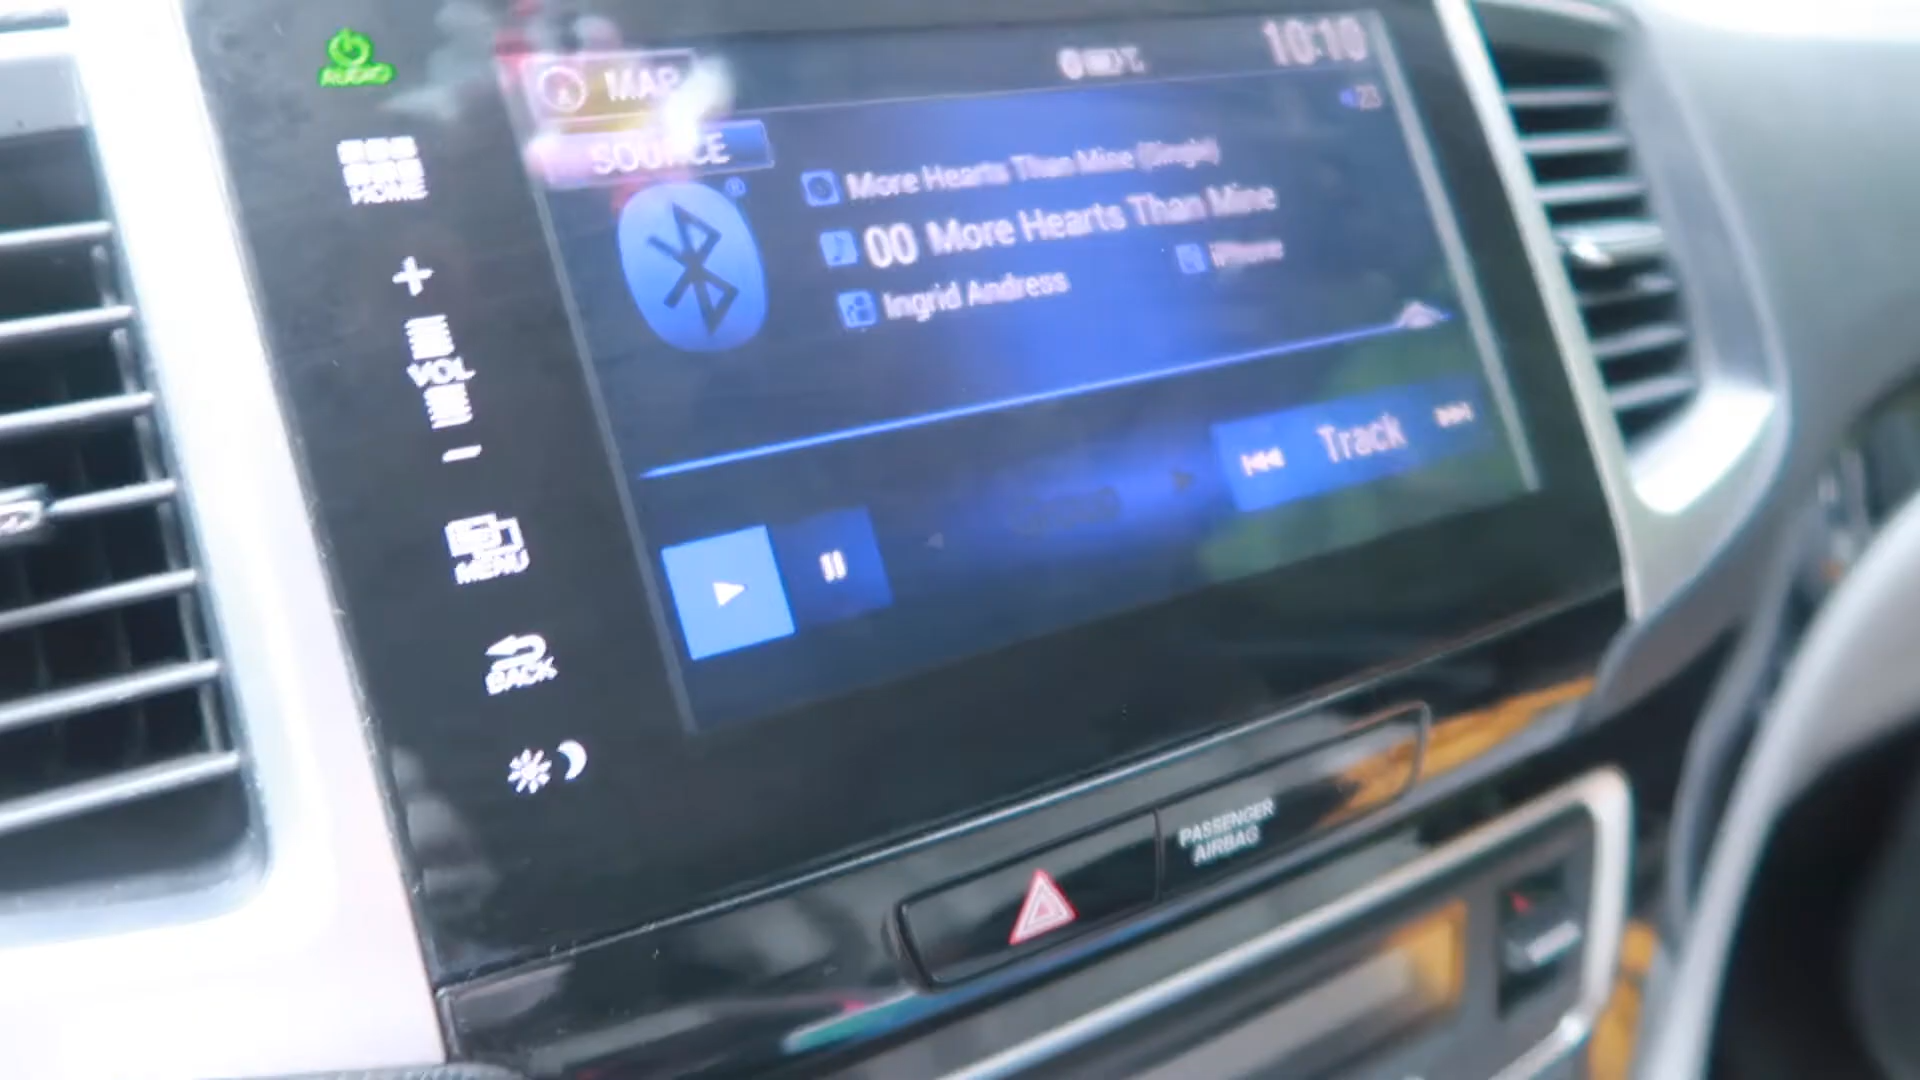 AUDIO
MAP
10:10
23
SOURCE
HOME
More Hearts Than Mine (Single)
00 More Hearts Than Mine
Ingrid Andress
iPhone
+
VOL
-
Track
MENU
BACK
PASSENGER
AIRBAG